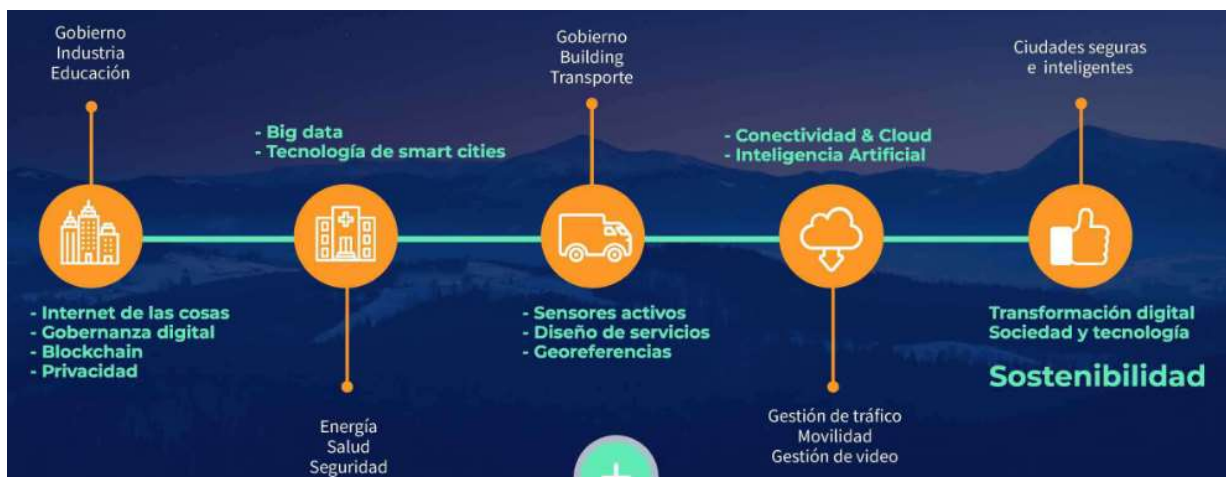 Gobierno
Industria
Educación
- Internet de las cosas
- Gobernanza digital
- Blockchain
- Privacidad
- Big data
- Tecnología de smart cities
Energía
Salud
Seguridad
Gobierno
Building
Transporte
- Sensores activos
- Diseño de servicios
- Georeferencias
- Conectividad & Cloud
- Inteligencia Artificial
Gestión de tráfico
Movilidad
Gestión de video
Ciudades seguras
e inteligentes
Transformación digital
Sociedad y tecnología
Sostenibilidad